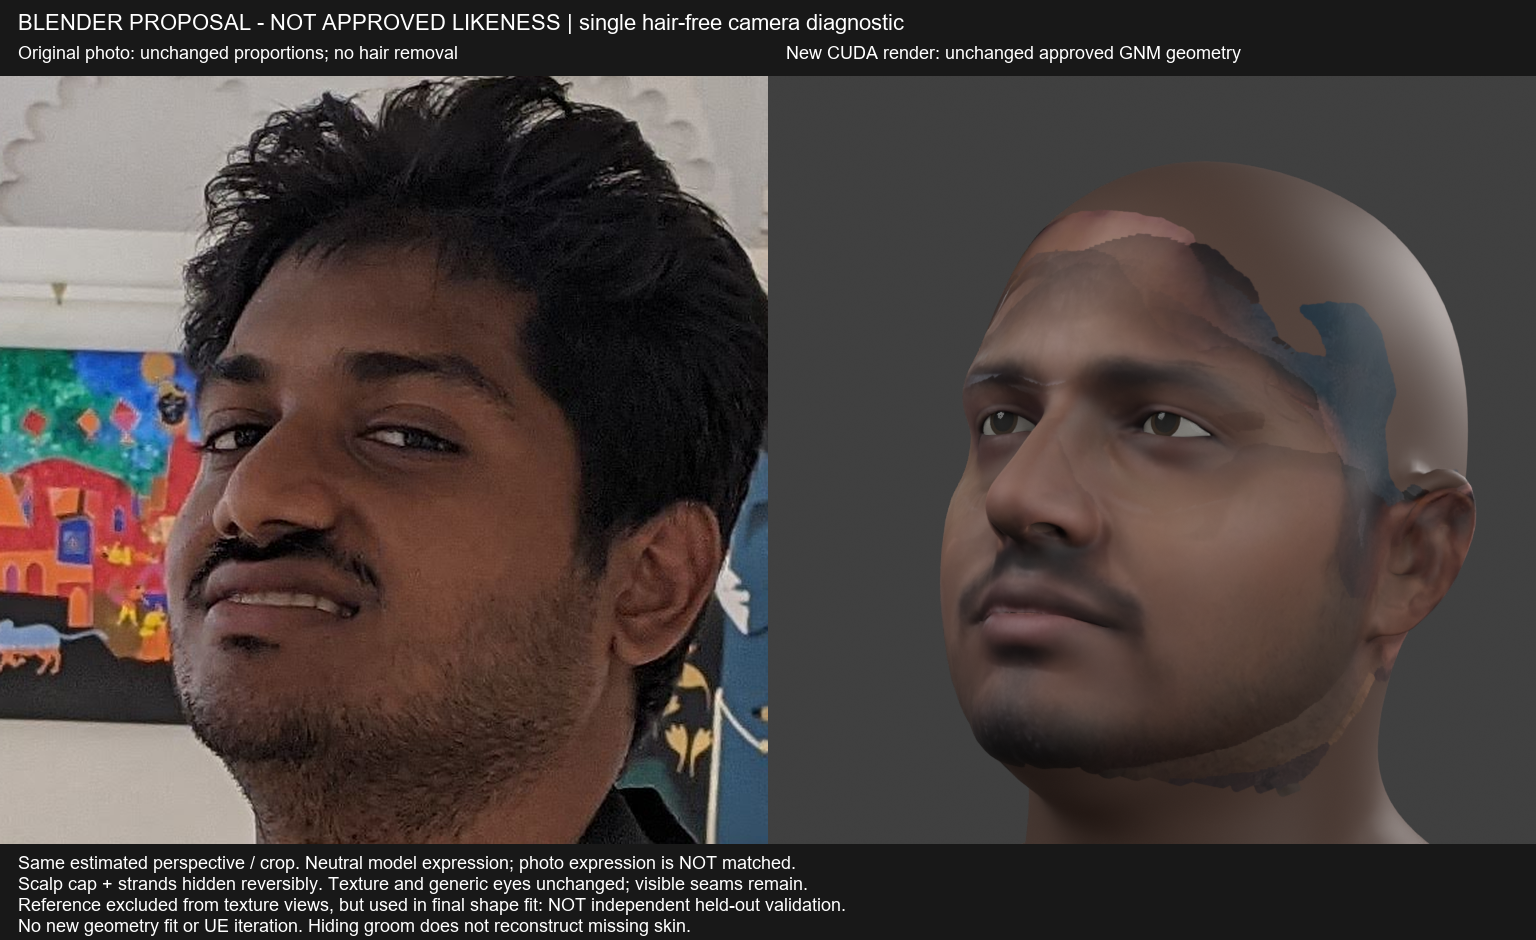 BLENDER PROPOSAL - NOT APPROVED LIKENESS | single hair-free camera diagnostic
Original photo: unchanged proportions; no hair removal
New CUDA render: unchanged approved GNM geometry
Same estimated perspective / crop. Neutral model expression; photo expression is NOT matched.
Scalp cap + strands hidden reversibly. Texture and generic eyes unchanged; visible seams remain.
Reference excluded from texture views, but used in final shape fit: NOT independent held-out validation.
No new geometry fit or UE iteration. Hiding groom does not reconstruct missing skin.